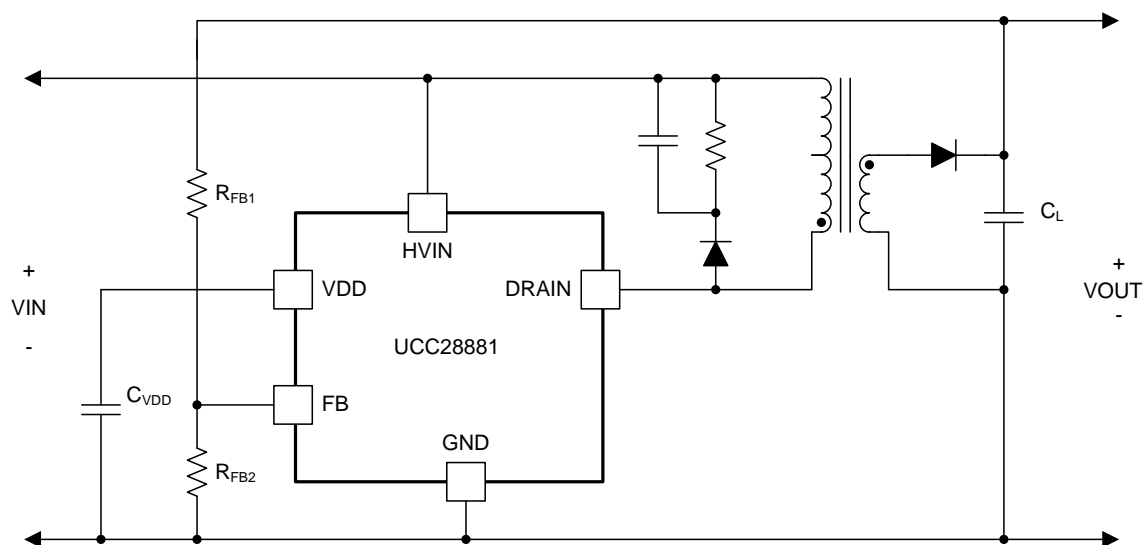 R_FB1
HVIN
+
VIN
-
VDD
DRAIN
C_L
+
VOUT
-
UCC28881
C_VDD
FB
GND
R_FB2